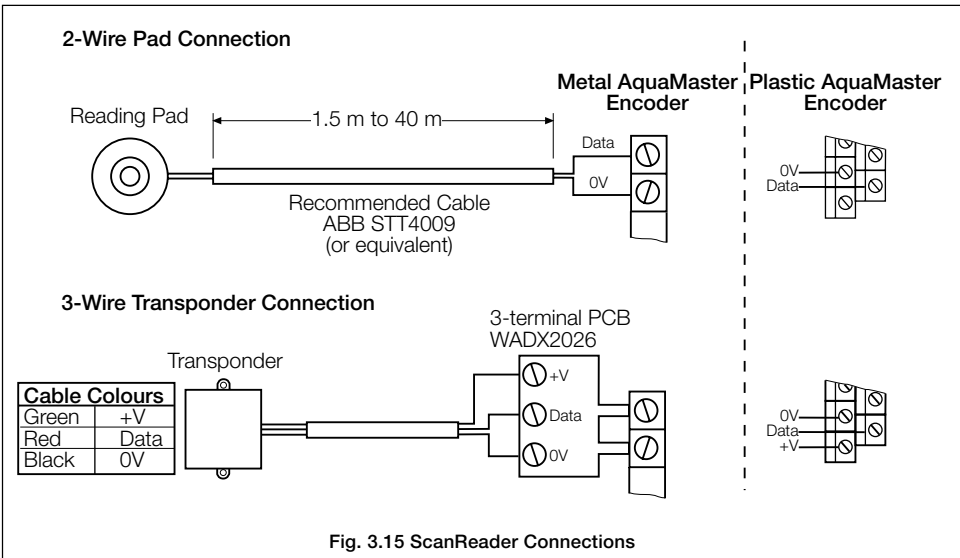 2-Wire Pad Connection
Metal AquaMaster
Encoder
Plastic AquaMaster
Encoder
Reading Pad
1.5 m to 40 m
Data
0V
Recommended Cable
ABB STT4009
(or equivalent)
0V
Data
3-Wire Transponder Connection
3-terminal PCB
WADX2026
Transponder
Cable Colours
Green +V
Red Data
Black 0V
+V
Data
0V
0V
Data
+V
Fig. 3.15 ScanReader Connections